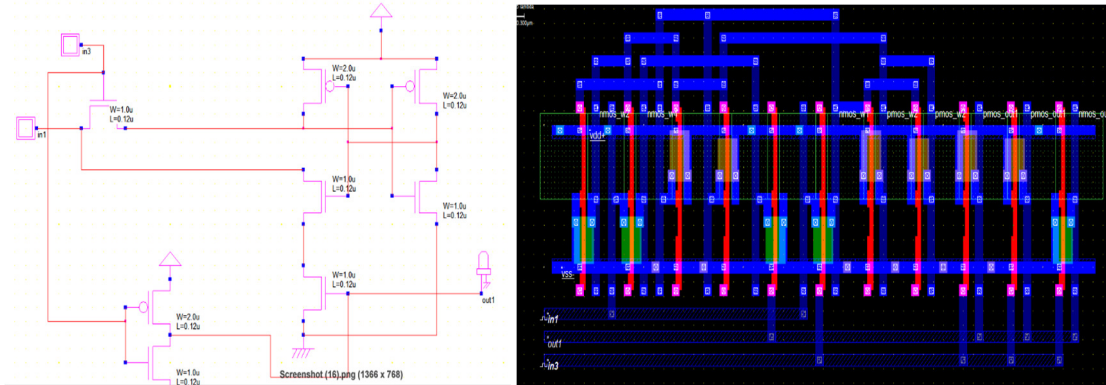 in3
W=1.0u
L=0.12u
in1
W=2.0u
L=0.12u
W=2.0u
L=0.12u
W=1.0u
L=0.12u
W=1.0u
L=0.12u
W=1.0u
L=0.12u
out1
W=2.0u
L=0.12u
W=1.0u
L=0.12u
Screenshot (16).png (1366 x 768)
nmos_w2
nmos_w1
nmos_w1
pmos_w2
pmos_w2
pmos_out1
pmos_out1
nmos_ou
vdd+
vss-
in1
out1
in3